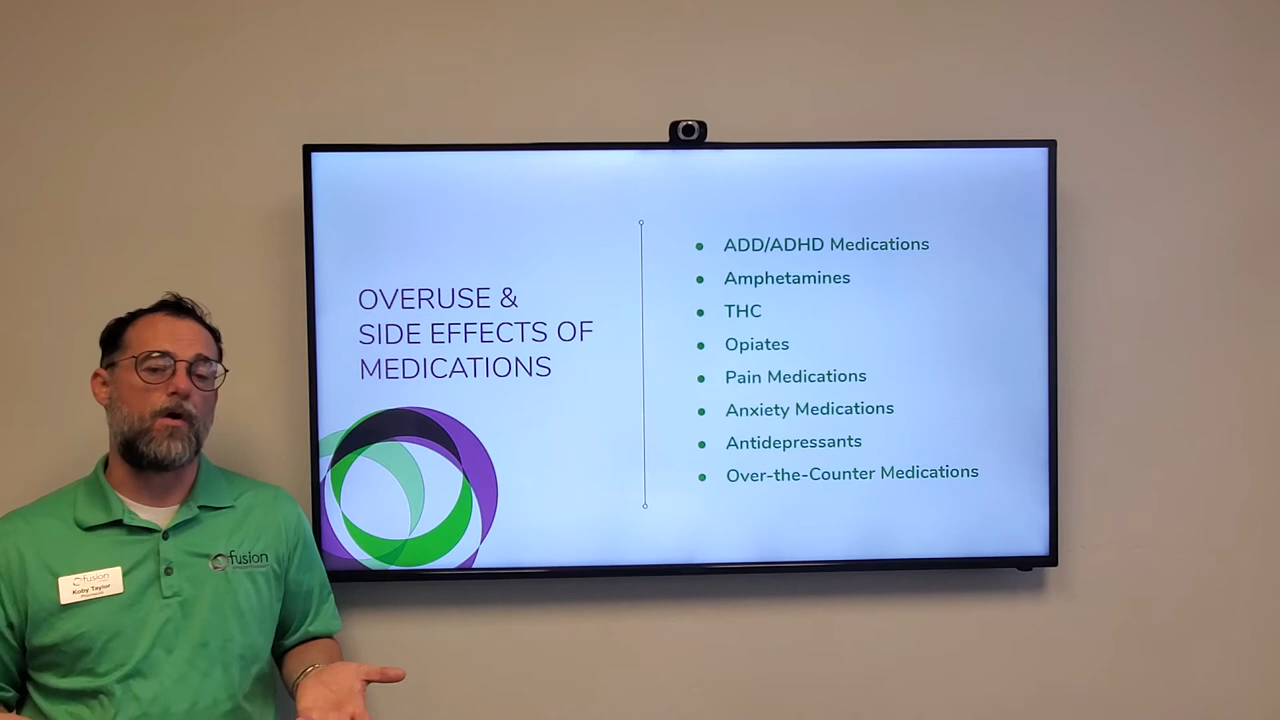 OVERUSE &
SIDE EFFECTS OF
MEDICATIONS
ADD/ADHD Medications
Amphetamines
THC
Opiates
Pain Medications
Anxiety Medications
Antidepressants
Over-the-Counter Medications
fusion
fusion
Koby Taylor